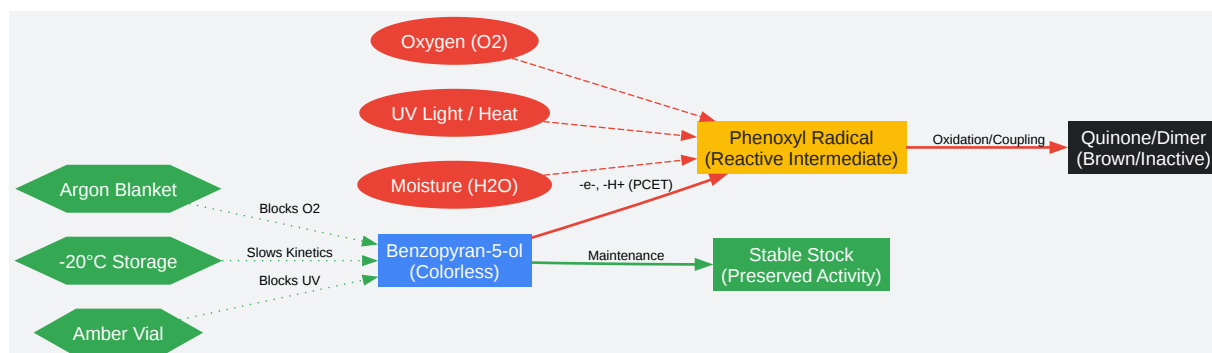 Oxygen (O2)
UV Light / Heat
Moisture (H2O)
Phenoxyl Radical
(Reactive Intermediate)
Oxidation/Coupling
Quinone/Dimer
(Brown/Inactive)
-e-, -H+ (PCET)
Argon Blanket
Blocks O2
-20°C Storage
Slows Kinetics
Amber Vial
Blocks UV
Benzopyran-5-ol
(Colorless)
Maintenance
Stable Stock
(Preserved Activity)